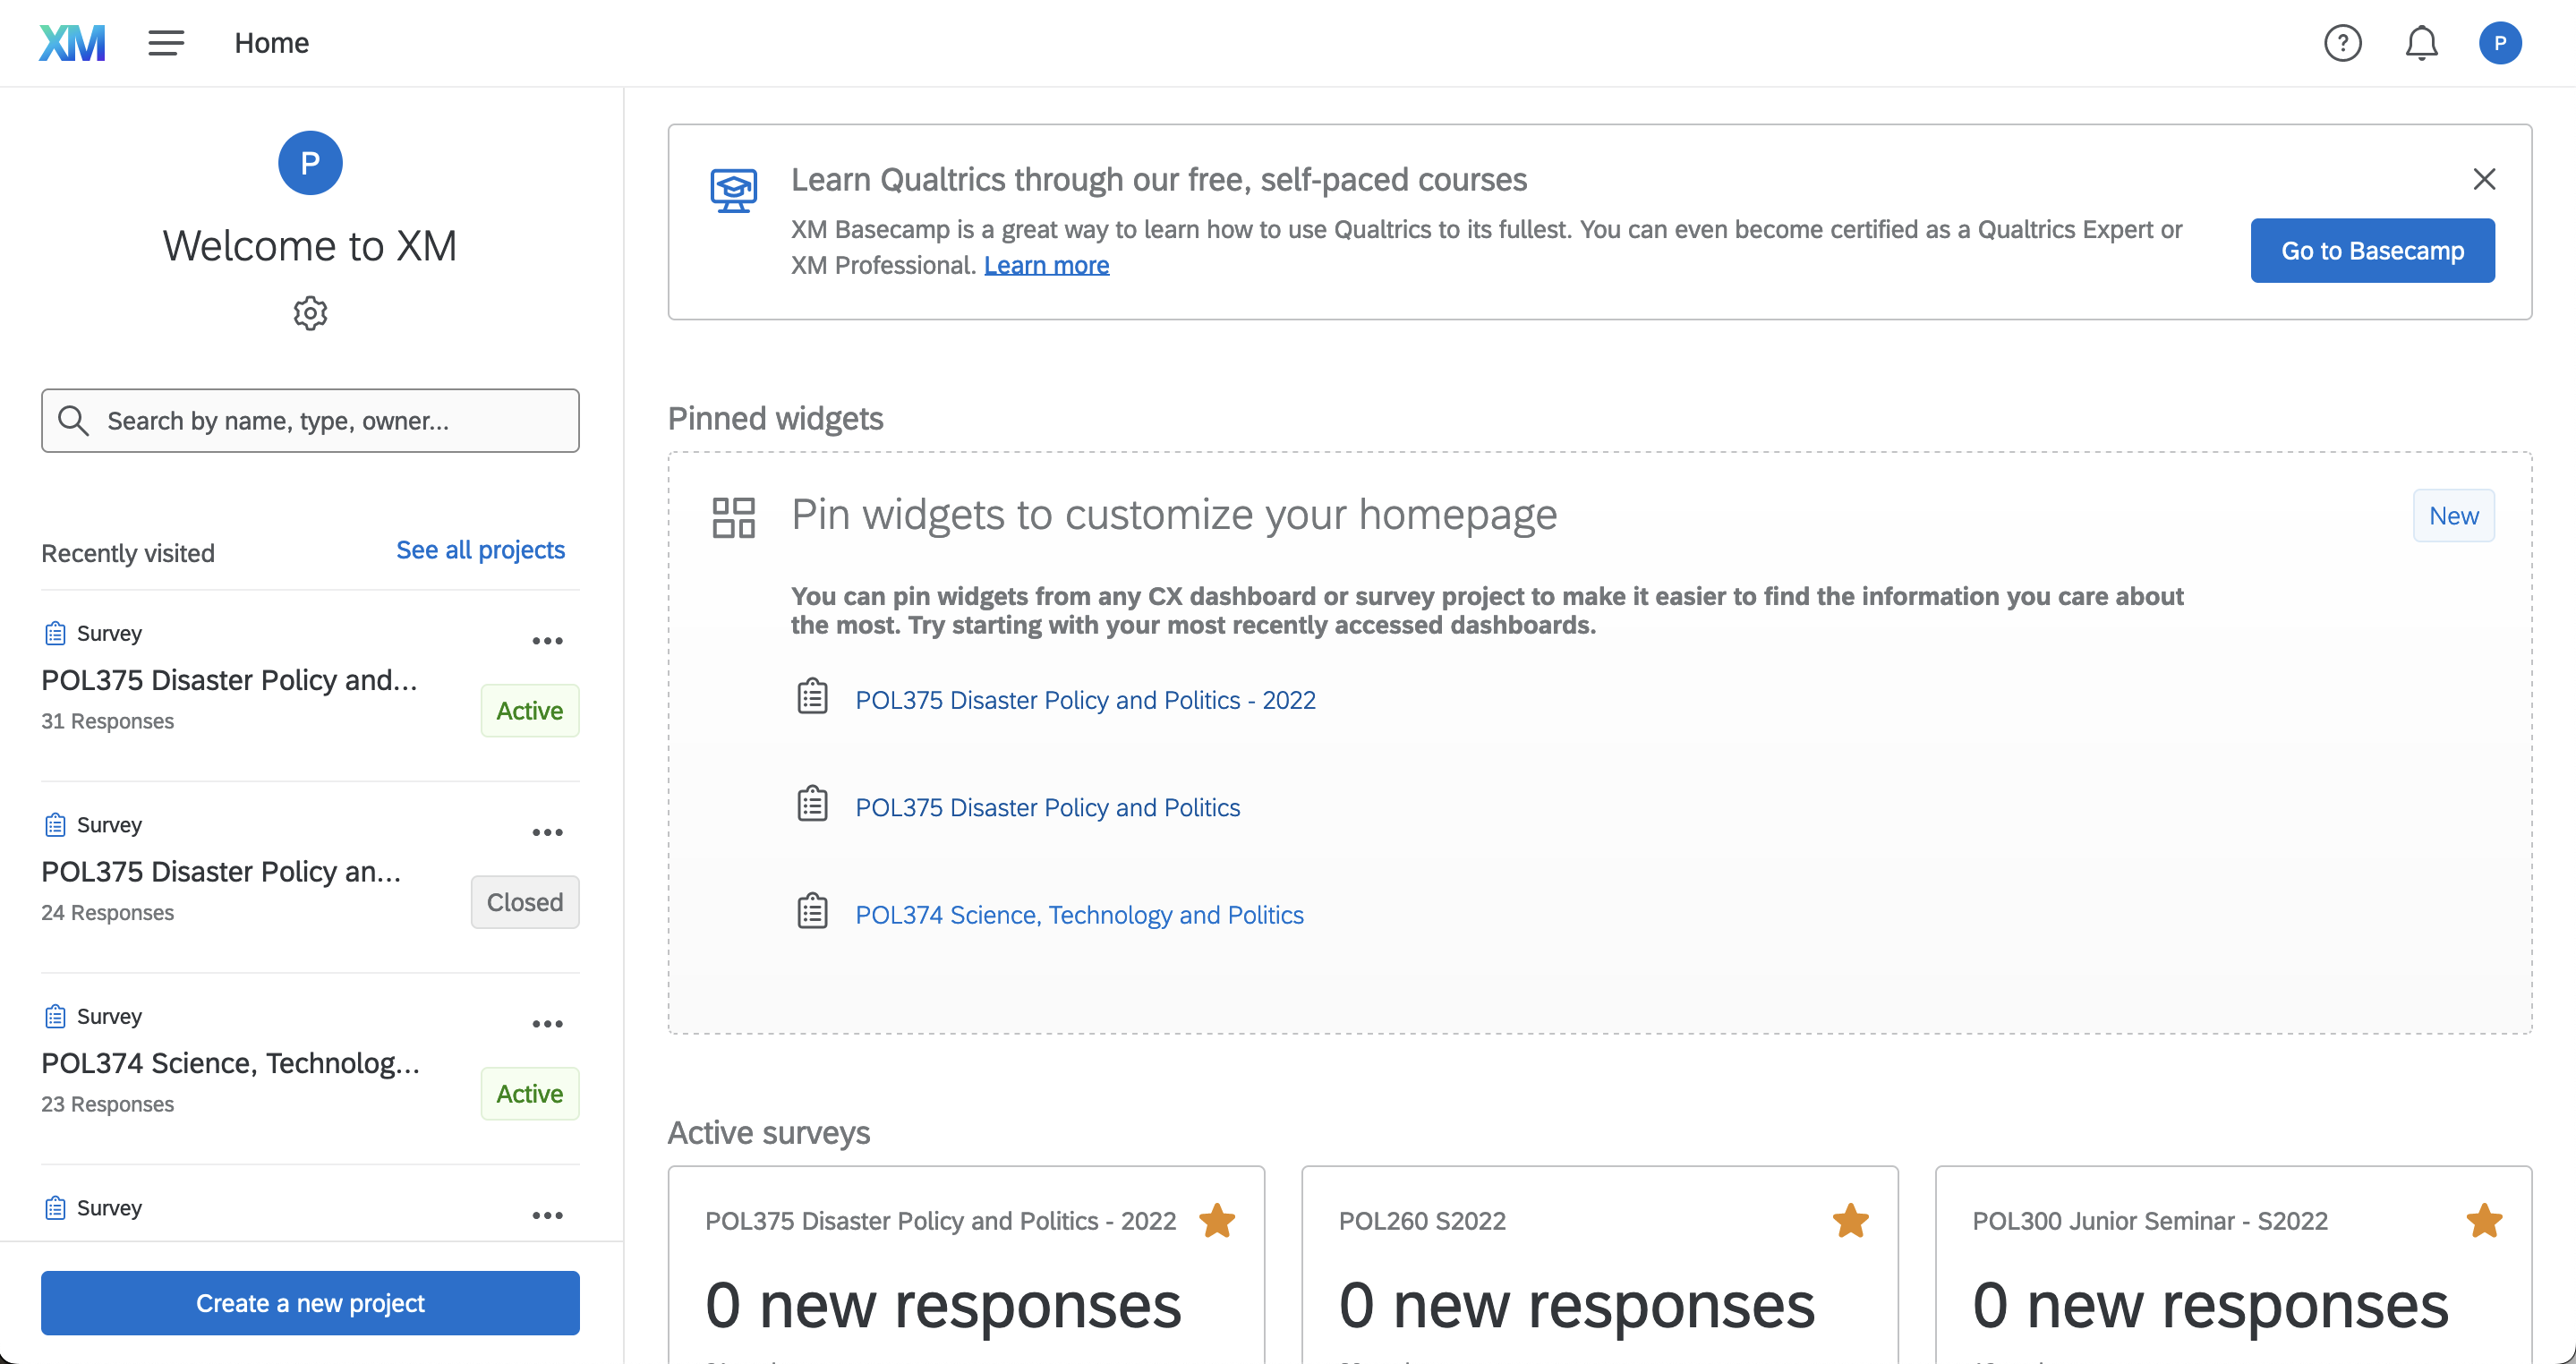 XM
Home
?
P
P
Welcome to XM
Search by name, type, owner...
Recently visited
See all projects
Survey
POL375 Disaster Policy and...
31 Responses
Active
Survey
POL375 Disaster Policy an...
24 Responses
Closed
Survey
POL374 Science, Technolog...
23 Responses
Active
Survey
Create a new project
Learn Qualtrics through our free, self-paced courses
XM Basecamp is a great way to learn how to use Qualtrics to its fullest. You can even become certified as a Qualtrics Expert or
XM Professional. Learn more
Go to Basecamp
Pinned widgets
Pin widgets to customize your homepage
New
You can pin widgets from any CX dashboard or survey project to make it easier to find the information you care about
the most. Try starting with your most recently accessed dashboards.
POL375 Disaster Policy and Politics - 2022
POL375 Disaster Policy and Politics
POL374 Science, Technology and Politics
Active surveys
POL375 Disaster Policy and Politics - 2022
0 new responses
POL260 S2022
0 new responses
POL300 Junior Seminar - S2022
0 new responses